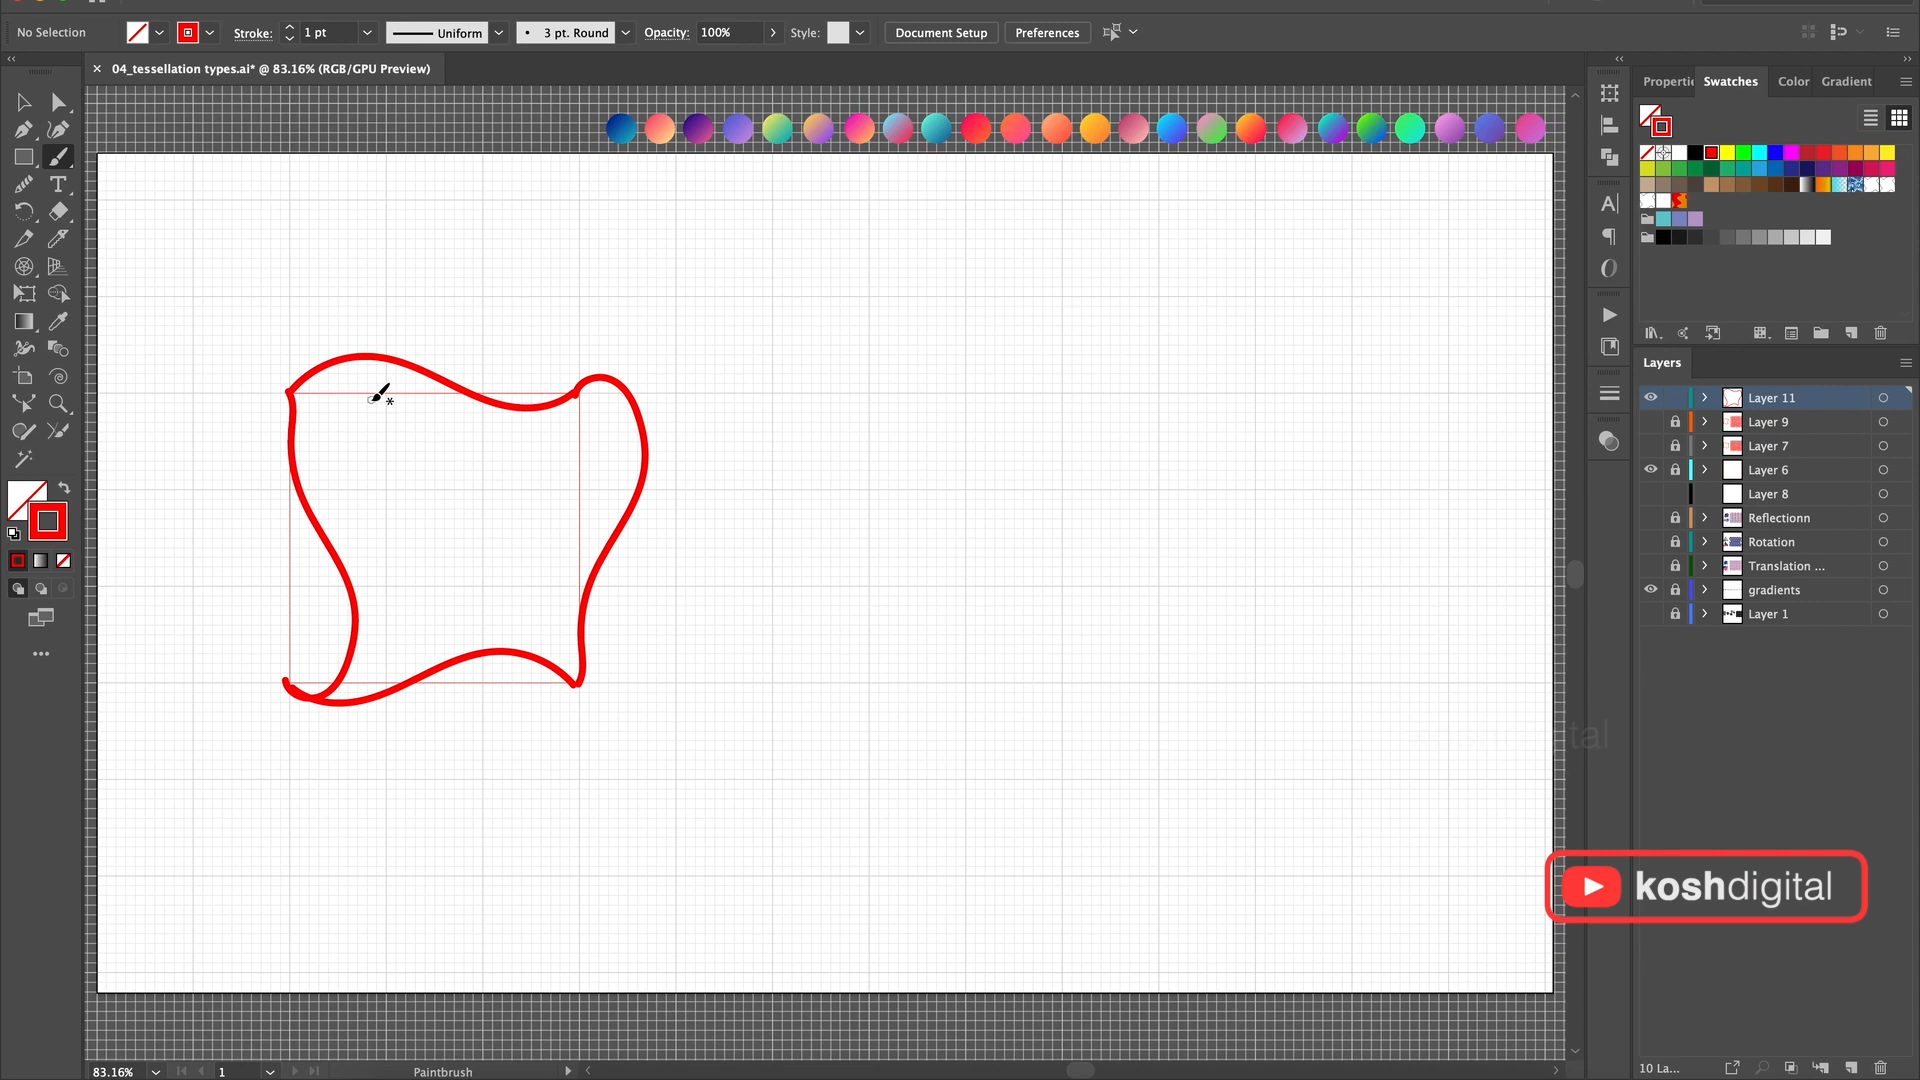 No Selection
Stroke:
1 pt
Uniform
3 pt. Round
Opacity:
100%
Style:
Document Setup
Preferences
04_tessellation types.ai* @ 83.16% (RGB/GPU Preview)
Propertie
Swatches
Color
Gradient
Layers
Layer 11
Layer 9
Layer 7
Layer 6
Layer 8
Reflectionn
Rotation
Translation ...
gradients
Layer 1
koshdigital
83.16%
1
Paintbrush
10 La...